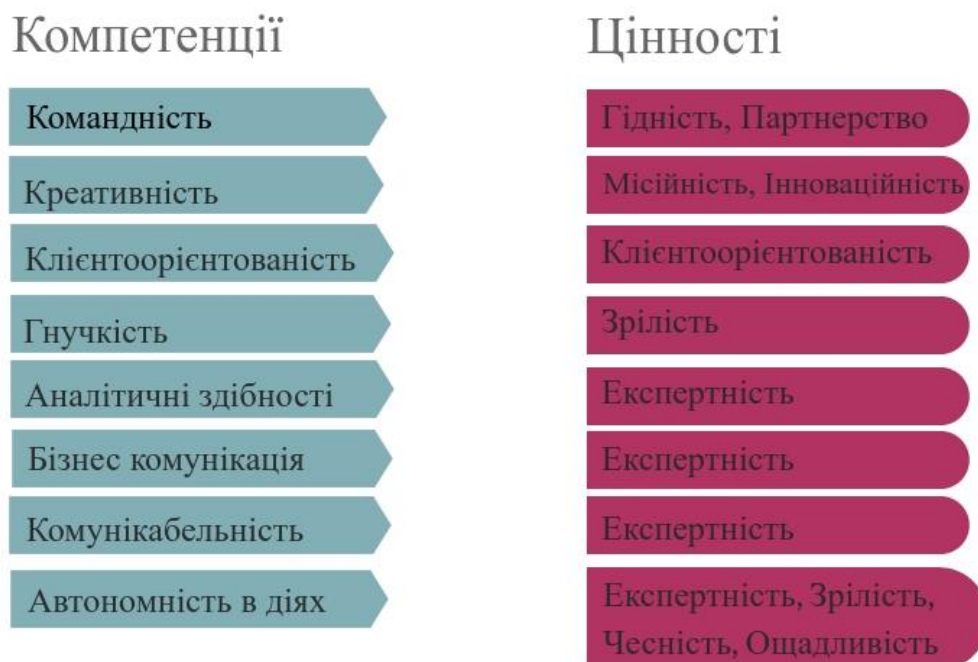 Компетенції
Командність
Креативність
Клієнтоорієнтованість
Гнучкість
Аналітичні здібності
Бізнес комунікація
Комунікабельність
Автономність в діях
Цінності
Гідність, Партнерство
Місійність, Інноваційність
Клієнтоорієнтованість
Зрілість
Експертність
Експертність
Експертність
Експертність, Зрілість,
Чесність, Ощадливість